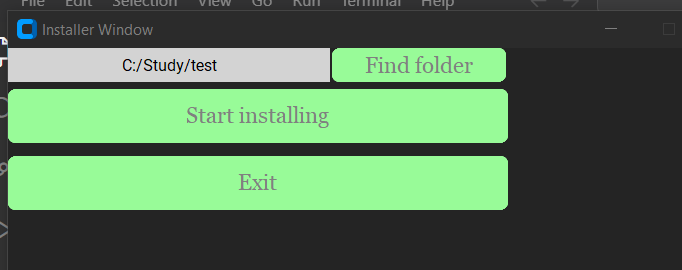 File Edit Selection View Go Run Terminal Help
Installer Window
C:/Study/test Find folder
Start installing
Exit